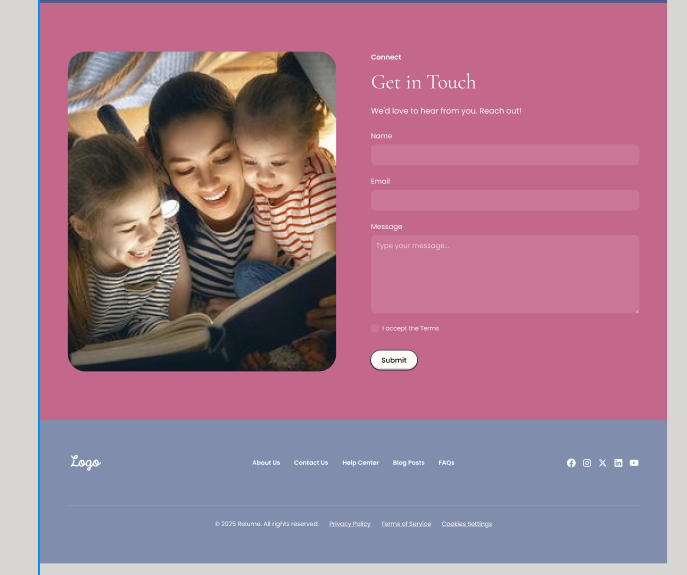 Connect
Get in Touch
We'd love to hear from you. Reach out!
Name
Email
Message
Type your message...
I accept the Terms
Submit
Logo
About Us Contact Us Help Center Blog Posts FAQs
© 2025 Relume. All rights reserved. Privacy Policy Terms of Service Cookies Settings